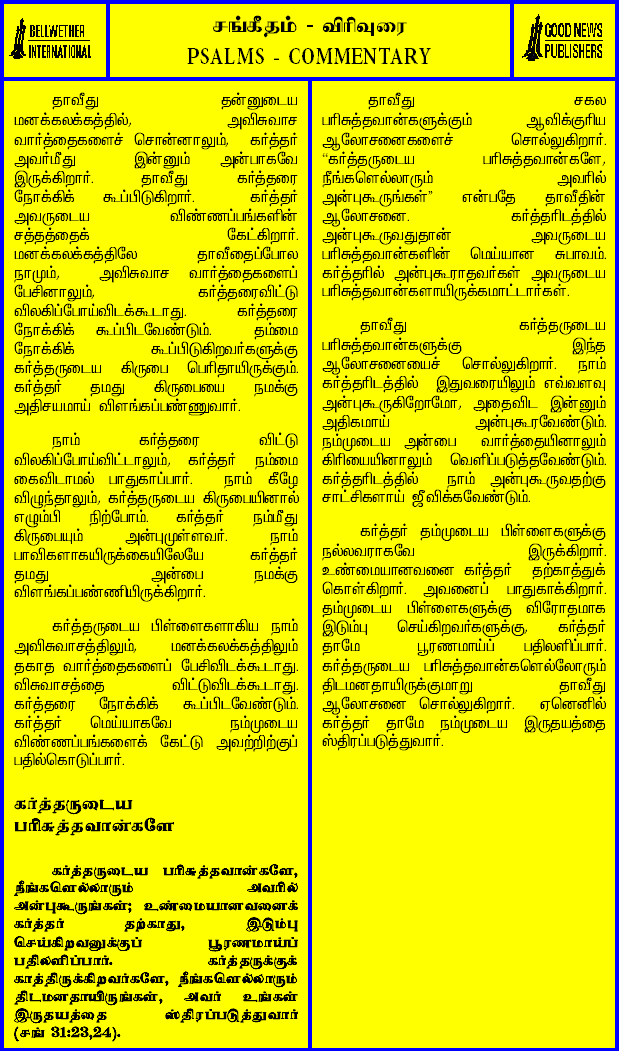 BELLWETHER
INTERNATIONAL
சங்கீதம் - விரிவுரை
PSALMS - COMMENTARY
GOOD NEWS
PUBLISHERS
தாவீது தன்னுடைய
மனக்கலக்கத்தில், அவிசுவாச
வார்த்தைகளைச் சொன்னாலும், கர்த்தர்
அவர்மீது இன்னும் அன்பாகவே
இருக்கிறார். தாவீது கர்த்தரை
நோக்கிக் கூப்பிடுகிறார். கர்த்தர்
அவருடைய விண்ணப்பங்களின்
சத்தத்தைக் கேட்கிறார்.
மனக்கலக்கத்திலே தாவீதைப்போல
நாமும், அவிசுவாச வார்த்தைகளைப்
பேசினாலும், கர்த்தரைவிட்டு
விலகிப்போய்விடக்கூடாது. கர்த்தரை
நோக்கிக் கூப்பிடவேண்டும். தம்மை
நோக்கிக் கூப்பிடுகிறவர்களுக்கு
கர்த்தருடைய கிருபை பெரிதாயிருக்கும்.
கர்த்தர் தமது கிருபையை நமக்கு
அதிசயமாய் விளங்கப்பண்ணுவார்.
நாம் கர்த்தரை விட்டு
விலகிப்போய்விட்டாலும், கர்த்தர் நம்மை
கைவிடாமல் பாதுகாப்பார். நாம் கீழே
விழுந்தாலும், கர்த்தருடைய கிருபையினால்
எழும்பி நிற்போம். கர்த்தர் நம்மீது
கிருபையும் அன்புமுள்ளவர். நாம்
பாவிகளாகயிருக்கையிலேயே கர்த்தர்
தமது அன்பை நமக்கு
விளங்கப்பண்ணியிருக்கிறார்.
கர்த்தருடைய பிள்ளைகளாகிய நாம்
அவிசுவாசத்திலும், மனக்கலக்கத்திலும்
தகாத வார்த்தைகளைப் பேசிவிடக்கூடாது.
விசுவாசத்தை விட்டுவிடக்கூடாது.
கர்த்தரை நோக்கிக் கூப்பிடவேண்டும்.
கர்த்தர் மெய்யாகவே நம்முடைய
விண்ணப்பங்களைக் கேட்டு அவற்றிற்குப்
பதில்கொடுப்பார்.
கர்த்தருடைய
பரிசுத்தவான்களே
கர்த்தருடைய பரிசுத்தவான்களே,
நீங்களெல்லாரும் அவரில்
அன்புகூருங்கள்; உண்மையானவனைக்
கர்த்தர் தற்காது, இடும்பு
செய்கிறவனுக்குப் பூரணமாய்ப்
பதிலளிப்பார். கர்த்தருக்குக்
காத்திருக்கிறவர்களே, நீங்களெல்லாரும்
திடமனதாயிருங்கள், அவர் உங்கள்
இருதயத்தை ஸ்திரப்படுத்துவார்
(சங் 31:23,24).
தாவீது சகல
பரிசுத்தவான்களுக்கும் ஆவிக்குரிய
ஆலோசனைகளைச் சொல்லுகிறார்.
“கர்த்தருடைய பரிசுத்தவான்களே,
நீங்களெல்லாரும் அவரில்
அன்புகூருங்கள்” என்பதே தாவீதின்
ஆலோசனை. கர்த்தரிடத்தில்
அன்புகூருவதுதான் அவருடைய
பரிசுத்தவான்களின் மெய்யான சுபாவம்.
கர்த்தரில் அன்புகூராதவர்கள் அவருடைய
பரிசுத்தவான்களாயிருக்கமாட்டார்கள்.
தாவீது கர்த்தருடைய
பரிசுத்தவான்களுக்கு இந்த
ஆலோசனையைச் சொல்லுகிறார். நாம்
கர்த்தரிடத்தில் இதுவரையிலும் எவ்வளவு
அன்புகூருகிறோமோ, அதைவிட இன்னும்
அதிகமாய் அன்புகூரவேண்டும்.
நம்முடைய அன்பை வார்த்தையினாலும்
கிரியையினாலும் வெளிப்படுத்தவேண்டும்.
கர்த்தரிடத்தில் நாம் அன்புகூருவதற்கு
சாட்சிகளாய் ஜீவிக்கவேண்டும்.
கர்த்தர் தம்முடைய பிள்ளைகளுக்கு
நல்லவராகவே இருக்கிறார்.
உண்மையானவனை கர்த்தர் தற்காத்துக்
கொள்கிறார். அவனைப் பாதுகாக்கிறார்.
தம்முடைய பிள்ளைகளுக்கு விரோதமாக
இடும்பு செய்கிறவர்களுக்கு, கர்த்தர்
தாமே பூரணமாய்ப் பதிலளிப்பார்.
கர்த்தருடைய பரிசுத்தவான்களெல்லோரும்
திடமனதாயிருக்குமாறு தாவீது
ஆலோசனை சொல்லுகிறார். ஏனெனில்
கர்த்தர் தாமே நம்முடைய இருதயத்தை
ஸ்திரப்படுத்துவார்.